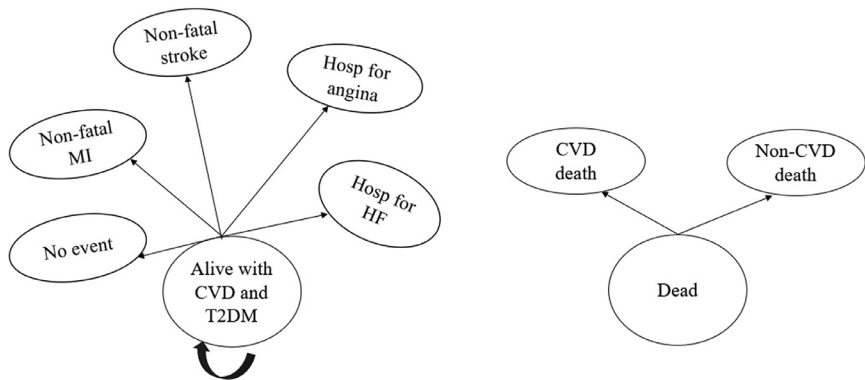 Non-fatal
stroke
Hosp for
angina
Non-fatal
MI
Hosp for
HF
No event
Alive with
CVD and
T2DM
CVD
death
Non-CVD
death
Dead